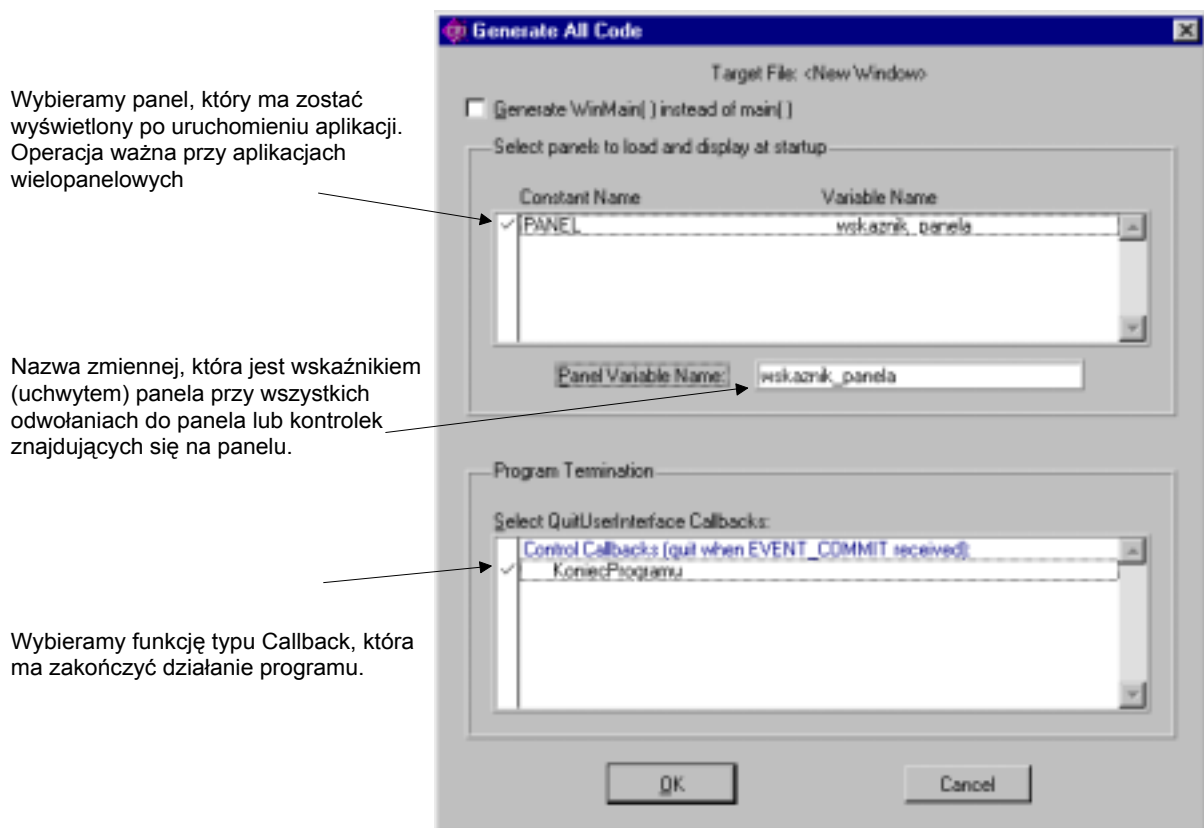 Generate All Code
Target File: <New Window>
Generate WinMain( ) instead of main( )
Select panels to load and display at startup
Constant Name Variable Name
PANEL wskaznik_panela
Panel Variable Name: wskaznik_panela
Program Termination
Select QuitUserInterface Callbacks:
Control Callbacks (quit when EVENT_COMMIT received):
KoniecProgramu
OK Cancel
Wybieramy panel, który ma zostać
wyświetlony po uruchomieniu aplikacji.
Operacja ważna przy aplikacjach
wielopanelowych
Nazwa zmiennej, która jest wskaźnikiem
(uchwytem) panela przy wszystkich
odwołaniach do panela lub kontrolek
znajdujących się na panelu.
Wybieramy funkcję typu Callback, która
ma zakończyć działanie programu.